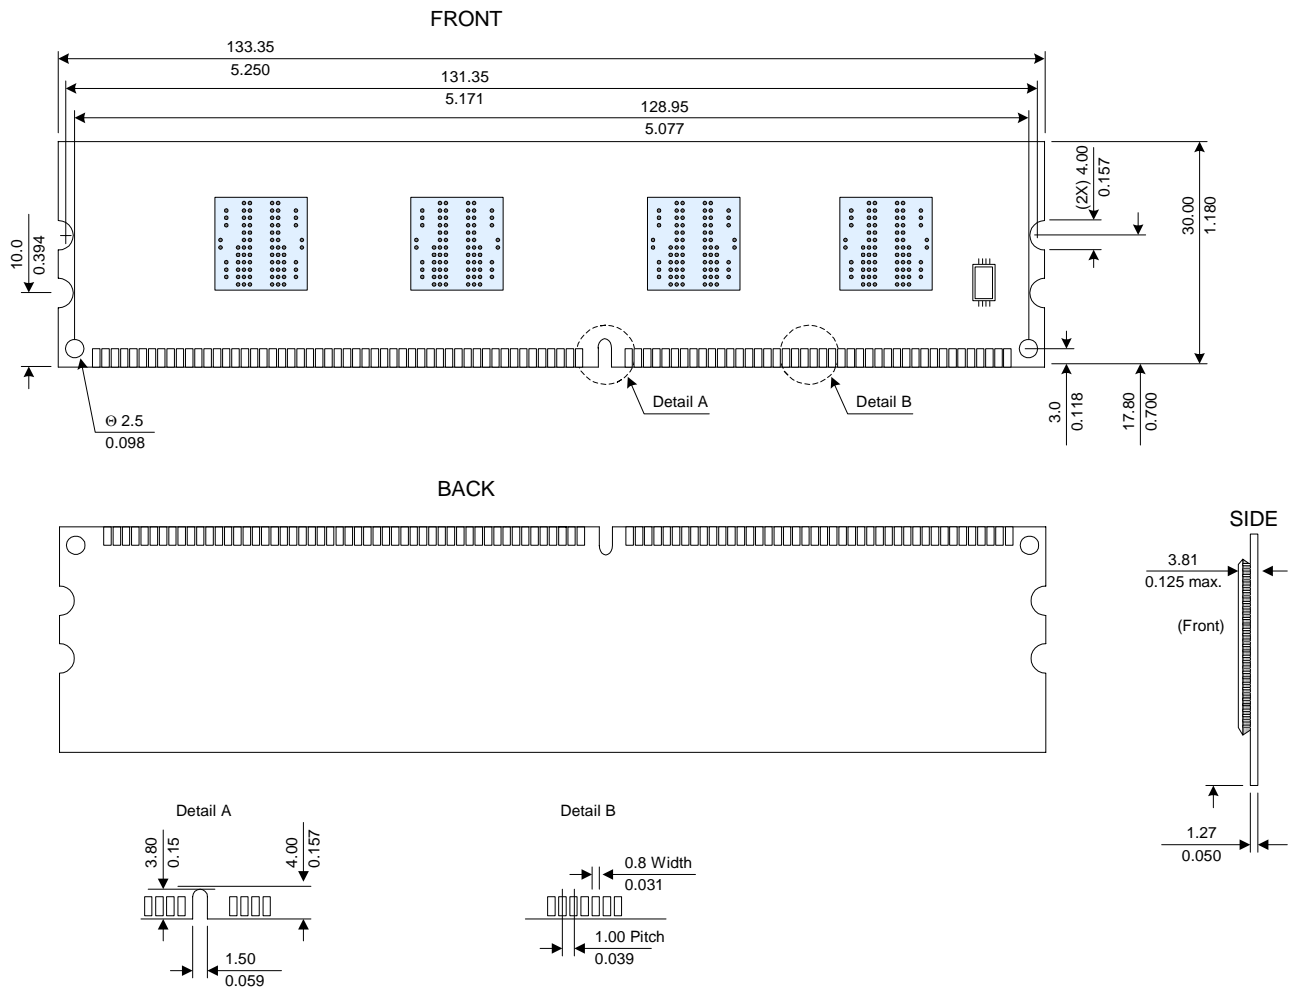 FRONT
133.35
5.250
131.35
5.171
128.95
5.077
(2X) 4.00
0.157
30.00
1.180
10.0
0.394
Θ 2.5
0.098
Detail A
Detail B
3.0
0.118
17.80
0.700
BACK
SIDE
3.81
0.125 max.
(Front)
1.27
0.050
Detail A
3.80
0.15
4.00
0.157
1.50
0.059
Detail B
0.8 Width
0.031
1.00 Pitch
0.039